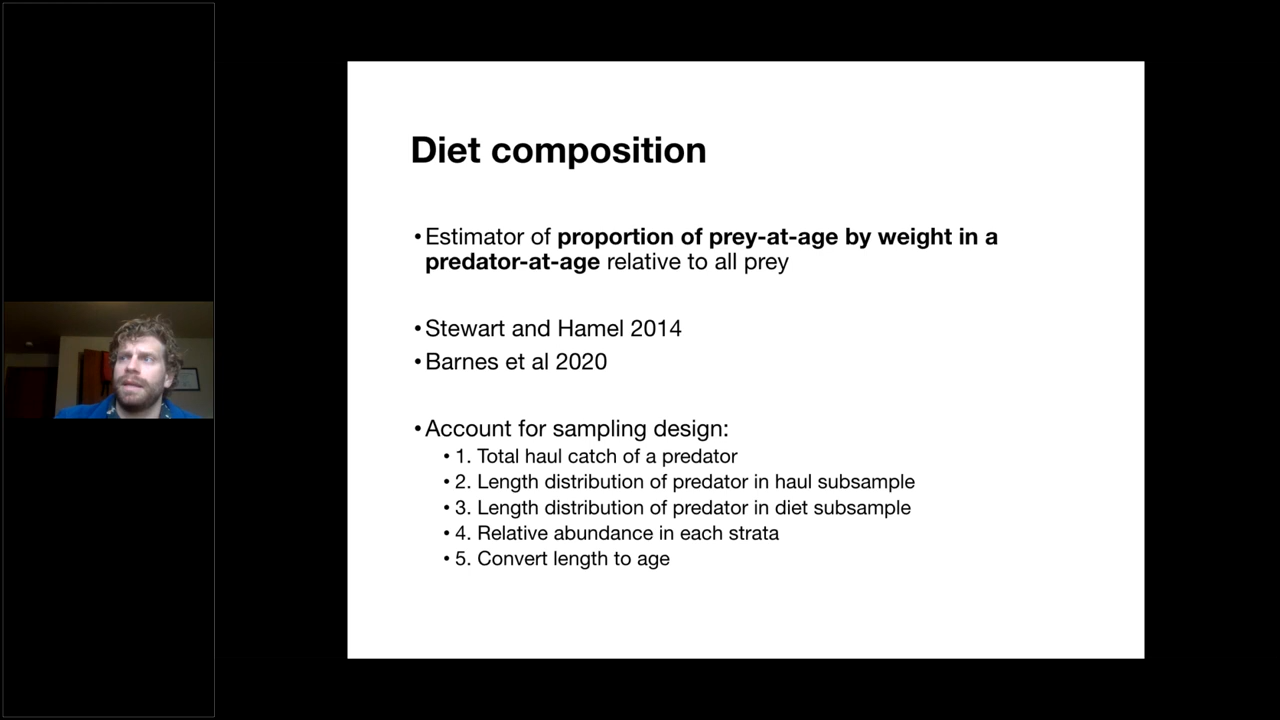 Diet composition
• Estimator of proportion of prey-at-age by weight in a
predator-at-age relative to all prey
• Stewart and Hamel 2014
• Barnes et al 2020
• Account for sampling design:
• 1. Total haul catch of a predator
• 2. Length distribution of predator in haul subsample
• 3. Length distribution of predator in diet subsample
• 4. Relative abundance in each strata
• 5. Convert length to age